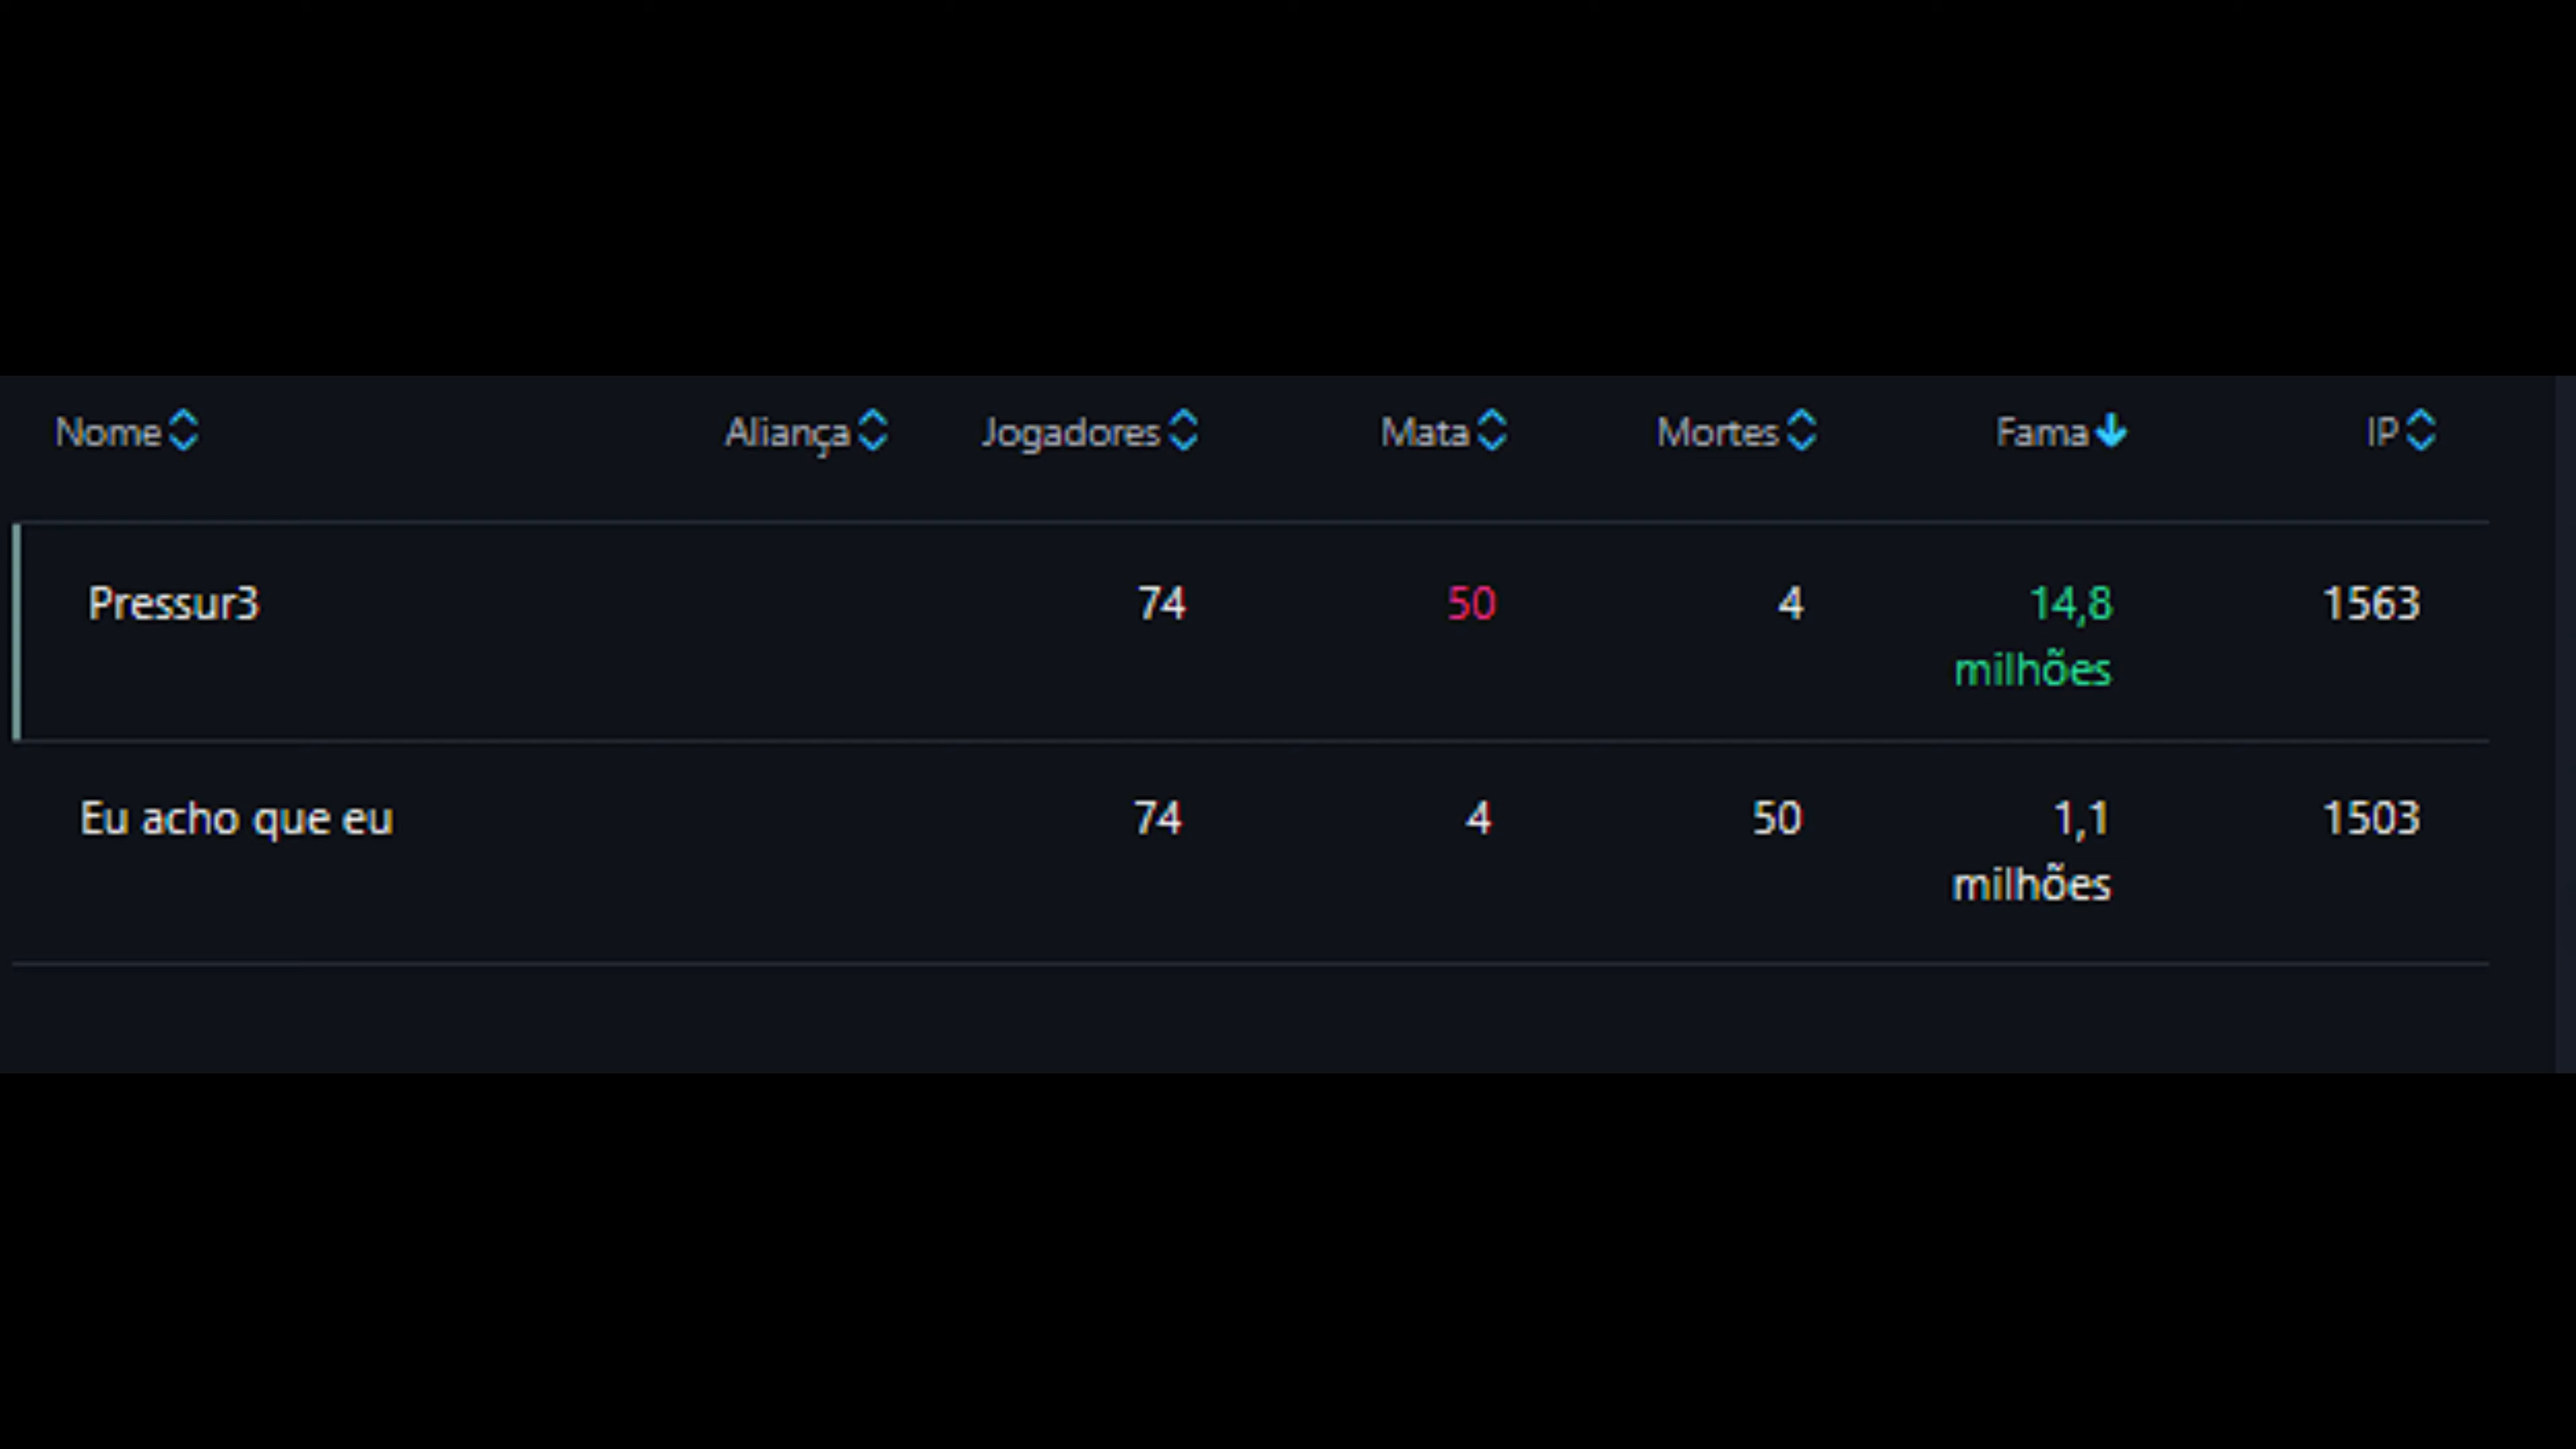 Nome Aliança Jogadores Mata Mortes Fama IP
Pressur3 74 50 4 14,8 milhões 1563
Eu acho que eu 74 4 50 1,1 milhões 1503